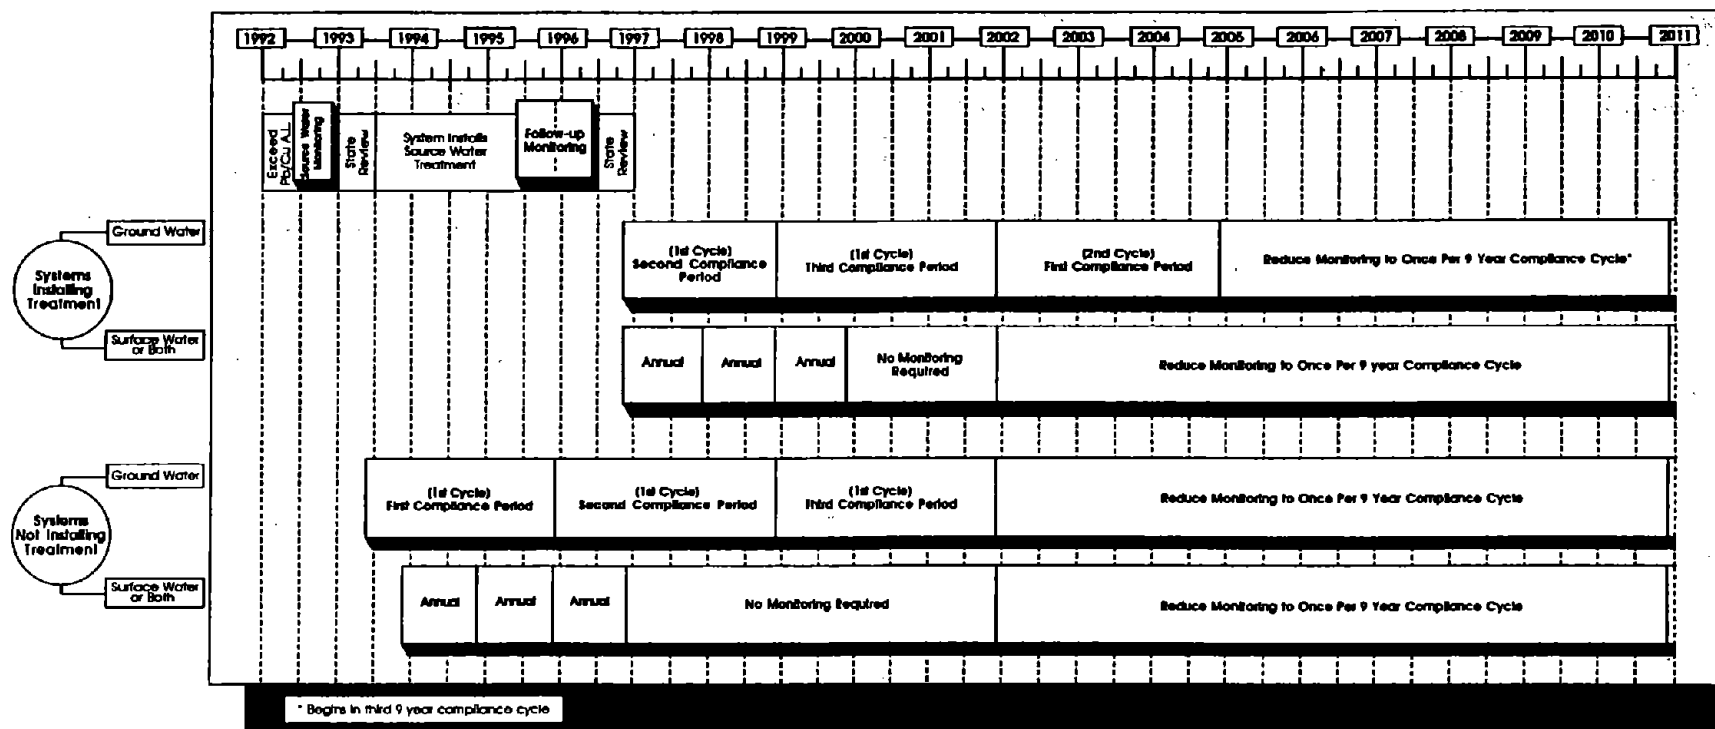 1992 1993 1994 1995 1996 1997 1998 1999 2000 2001 2002 2003 2004 2005 2006 2007 2008 2009 2010 2011
Exceed
Pb/Cu A.L.
Source Water
Monitoring
State
Review
System Installs
Source Water
Treatment
Follow-up
Monitoring
State
Review
Systems
Installing
Treatment
Ground Water
(1st Cycle)
Second Compliance
Period
(1st Cycle)
Third Compliance Period
(2nd Cycle)
First Compliance Period
Reduce Monitoring to Once Per 9 Year Compliance Cycle*
Surface Water
or Both
Annual
Annual
Annual
No Monitoring
Required
Reduce Monitoring to Once Per 9 year Compliance Cycle
Systems
Not Installing
Treatment
Ground Water
(1st Cycle)
First Compliance Period
(1st Cycle)
Second Compliance Period
(1st Cycle)
Third Compliance Period
Reduce Monitoring to Once Per 9 Year Compliance Cycle
Surface Water
or Both
Annual
Annual
Annual
No Monitoring Required
Reduce Monitoring to Once Per 9 Year Compliance Cycle
* Begins in third 9 year compliance cycle